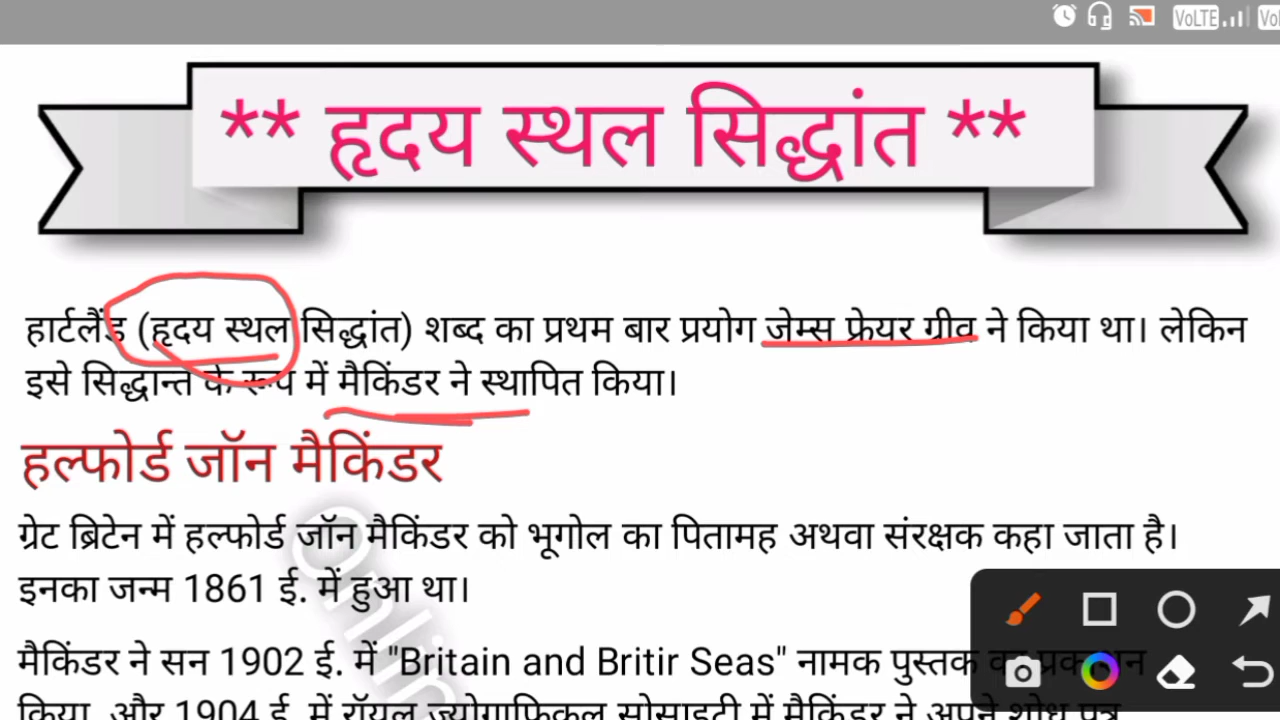 VoLTE
** हृदय स्थल सिद्धांत **
हार्टलैंड (हृदय स्थल सिद्धांत) शब्द का प्रथम बार प्रयोग जेम्स फ्रेयर ग्रीव ने किया था। लेकिन
इसे सिद्धान्त के रूप में मैकिंडर ने स्थापित किया।
हल्फोर्ड जॉन मैकिंडर
ग्रेट ब्रिटेन में हल्फोर्ड जॉन मैकिंडर को भूगोल का पितामह अथवा संरक्षक कहा जाता है।
इनका जन्म 1861 ई. में हुआ था।
मैकिंडर ने सन 1902 ई. में "Britain and Britir Seas" नामक पुस्तक का प्रकाशन
किया और 1904 ई. में रॉयल ज्योग्राफिकल सोसाइटी में मैकिंडर ने अपने शोध पत्र